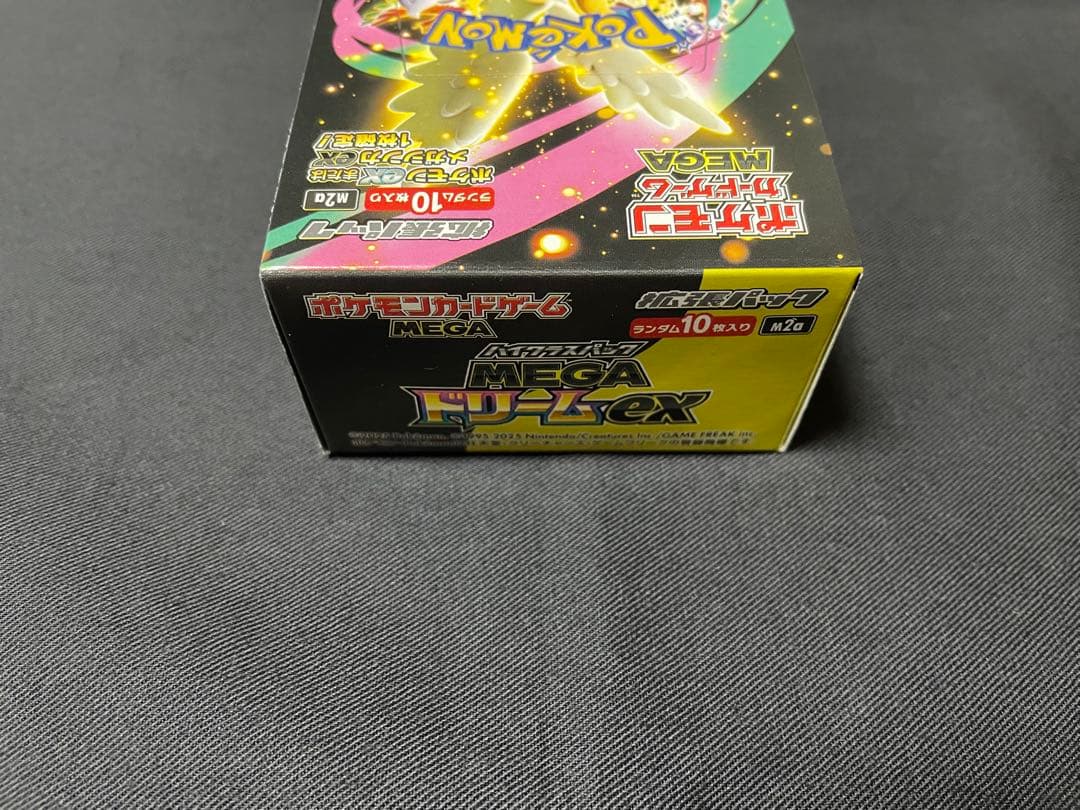 POKÉMON
ポケモン
カードゲーム
MEGA
拡張パック
ランダム10枚入り
M2a
ポケモンexまたは
メガシンカex
1枚確定!
ポケモンカードゲーム
MEGA
拡張パック
ランダム10枚入り
M2a
ハイクラスパック
MEGA
ドリームex
©1995-2025 Nintendo/Creatures Inc./GAME FREAK inc.